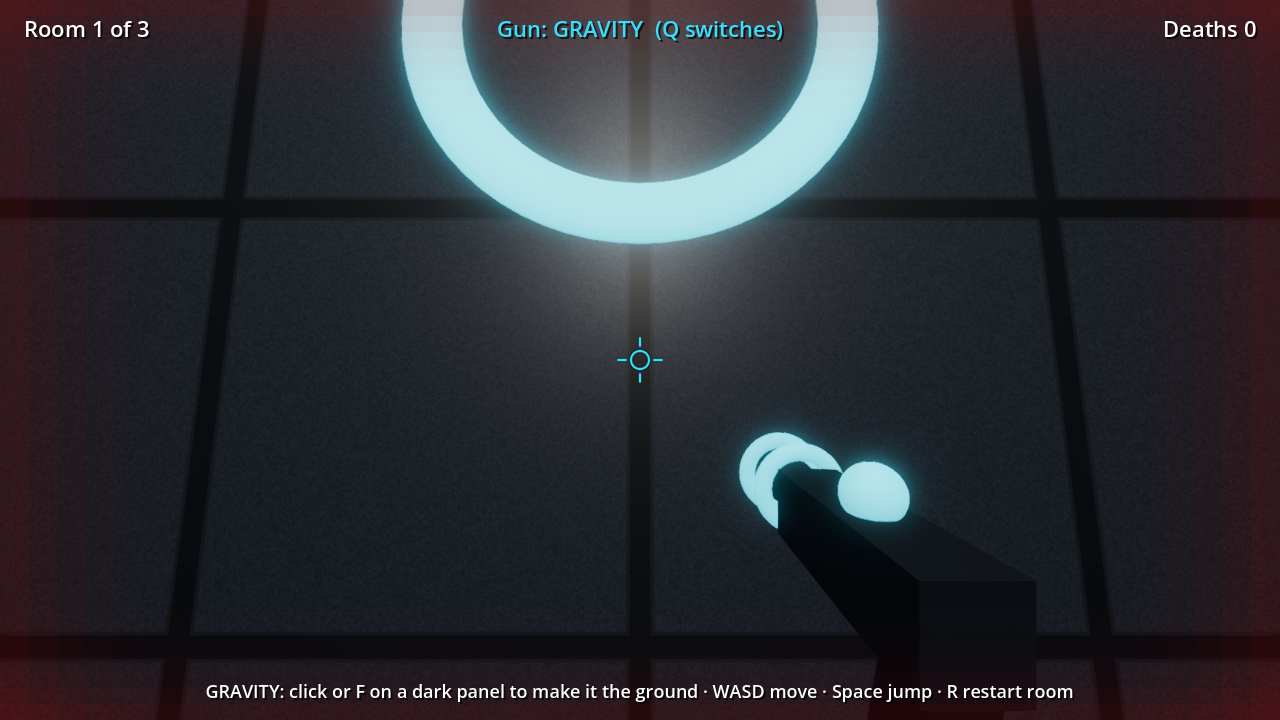 Room 1 of 3
Gun: GRAVITY (Q switches)
Deaths 0
GRAVITY: click or F on a dark panel to make it the ground · WASD move · Space jump · R restart room